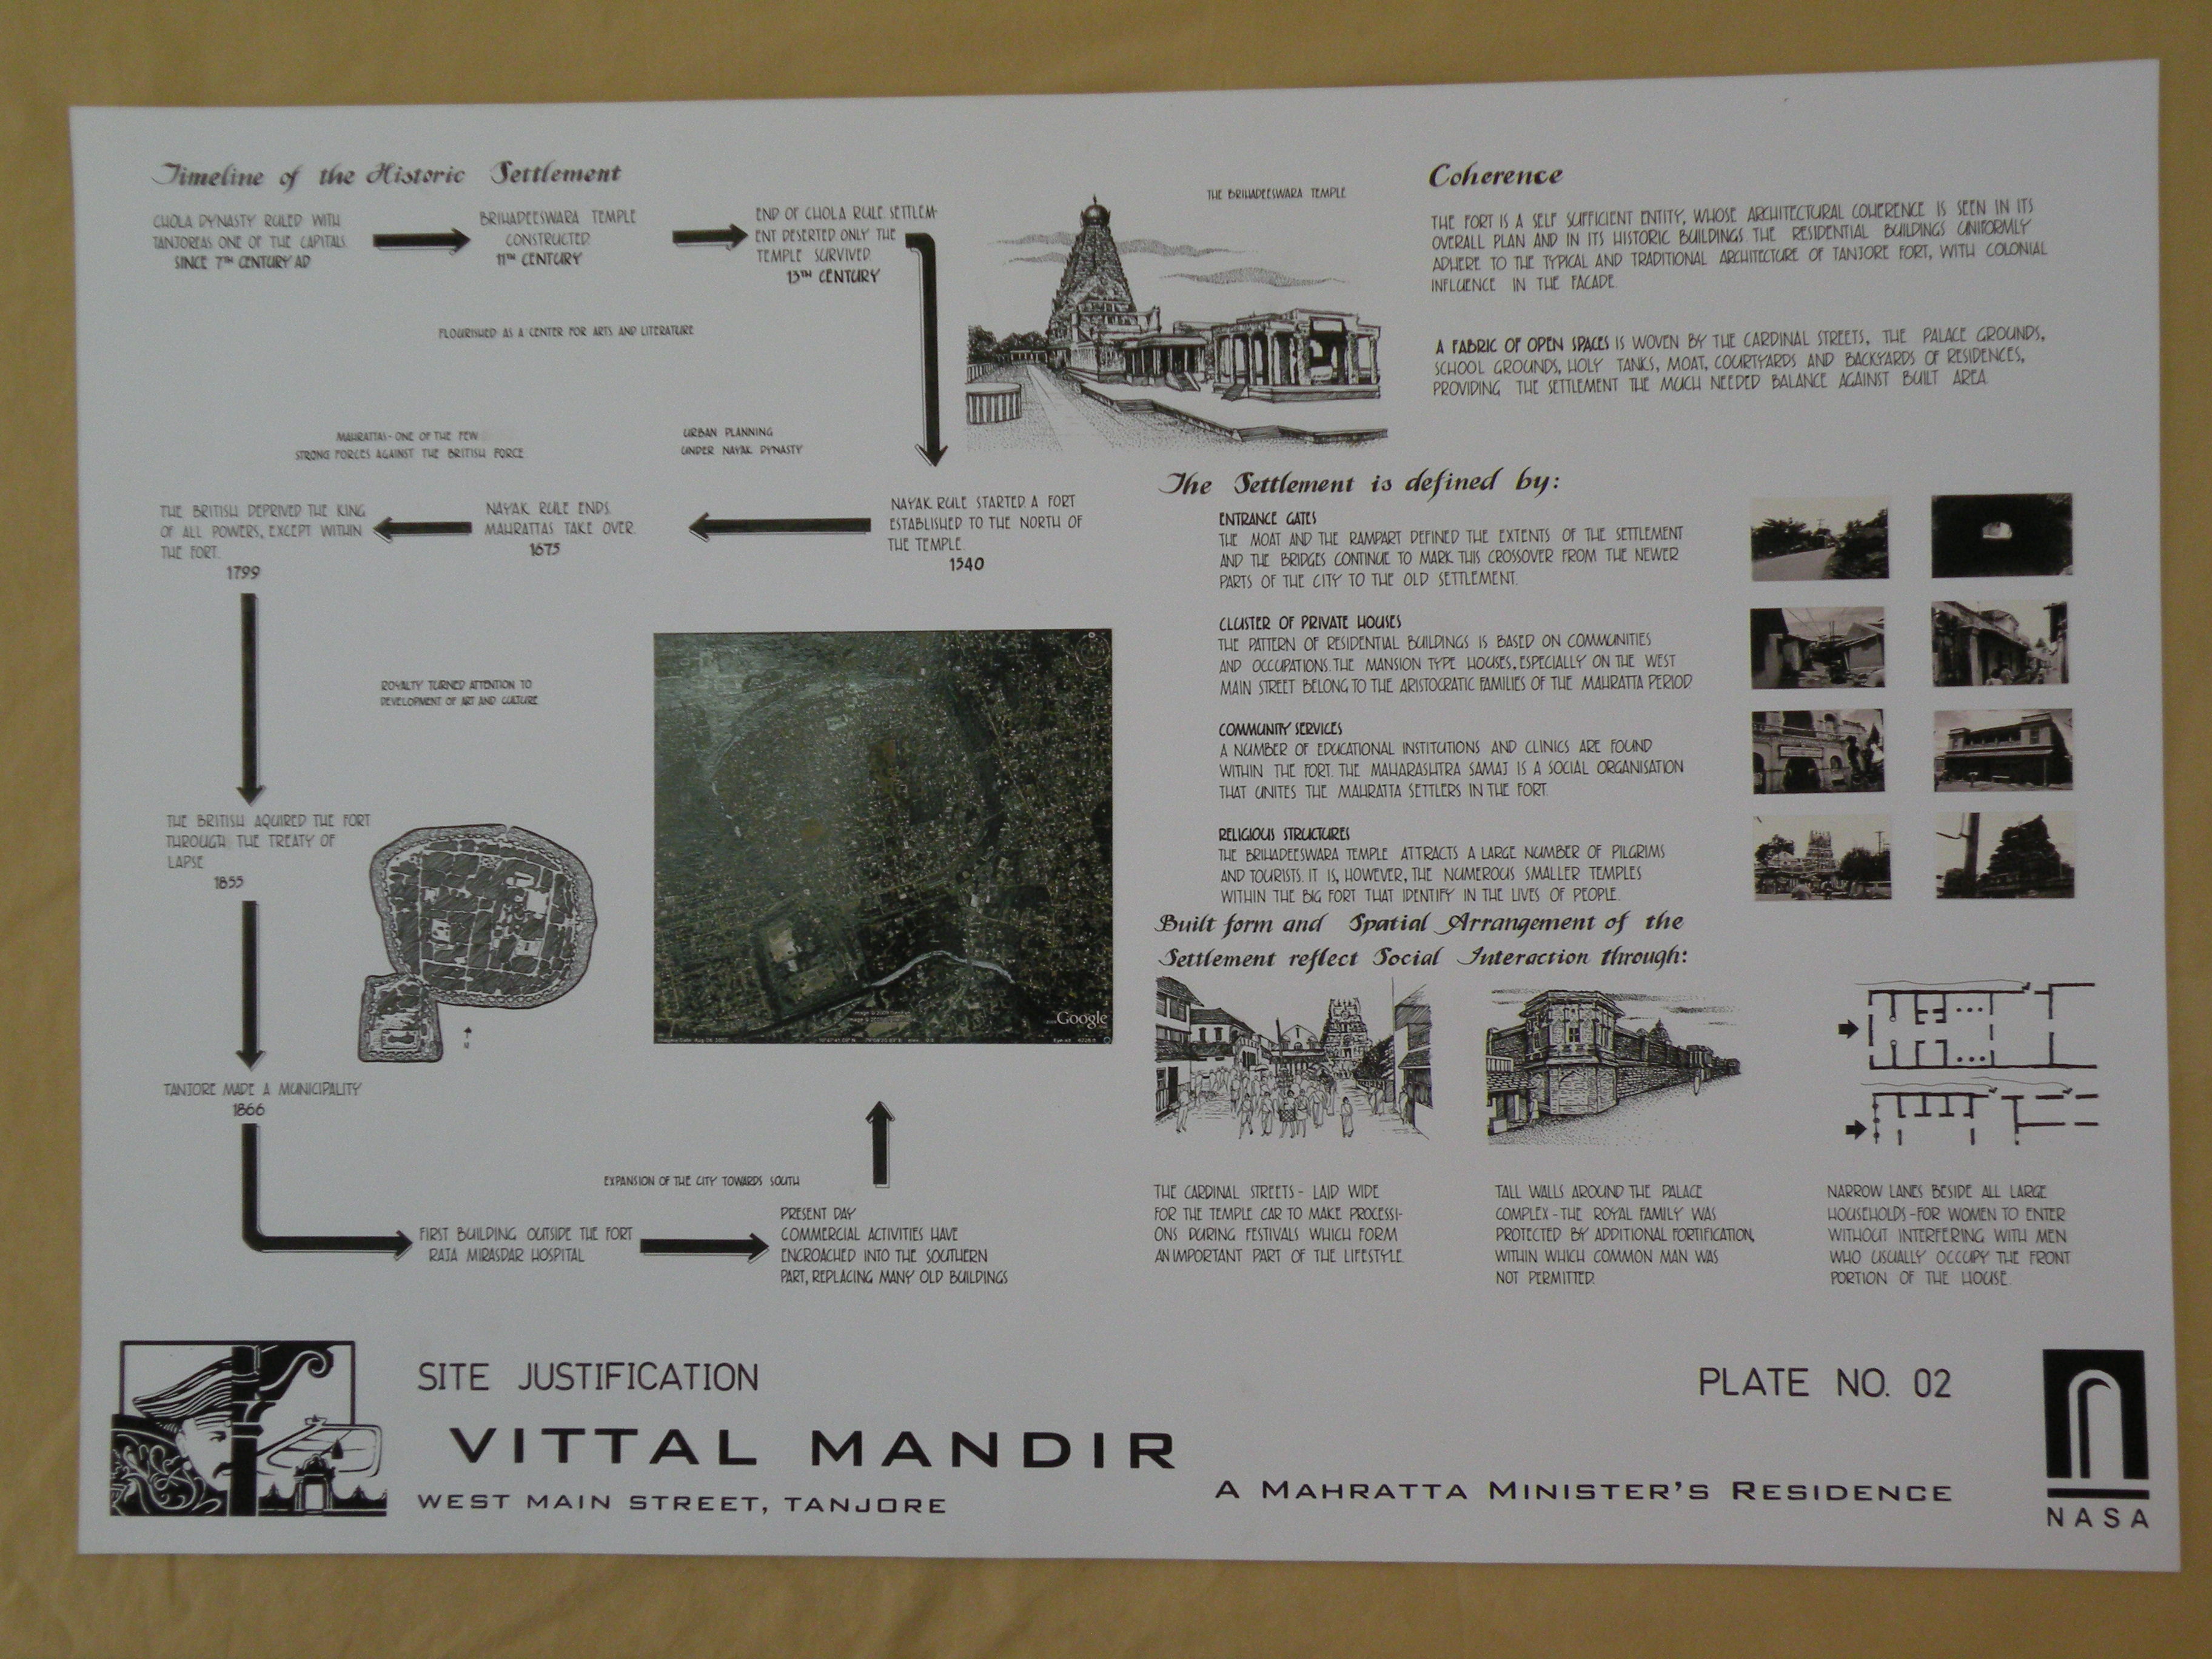 Timeline of the Historic Settlement
CHOLA DYNASTY RULED WITH
TANJOREAS ONE OF THE CAPITALS.
SINCE 7TH CENTURY AD
BRIHADEESWARA TEMPLE
CONSTRUCTED.
11TH CENTURY
END OF CHOLA RULE. SETTLEM-
ENT DESERTED ONLY THE
TEMPLE SURVIVED.
13TH CENTURY
FLOURISHED AS A CENTER FOR ARTS AND LITERATURE
MAHRATTAS- ONE OF THE FEW
STRONG FORCES AGAINST THE BRITISH FORCE
URBAN PLANNING
UNDER NAYAK DYNASTY
THE BRITISH DEPRIVED THE KING
OF ALL POWERS, EXCEPT WITHIN
THE FORT.
1799
NAYAK RULE ENDS.
MAHRATTAS TAKE OVER.
1675
NAYAK RULE STARTED. A FORT
ESTABLISHED TO THE NORTH OF
THE TEMPLE.
1540
ROYALTY TURNED ATTENTION TO
DEVELOPMENT OF ART AND CULTURE
THE BRITISH AQUIRED THE FORT
THROUGH THE TREATY OF
LAPSE
1855
N
Google
TANJORE MADE A MUNICIPALITY
1866
EXPANSION OF THE CITY TOWARDS SOUTH
FIRST BUILDING OUTSIDE THE FORT
RAJA MIRASDAR HOSPITAL
PRESENT DAY
COMMERCIAL ACTIVITIES HAVE
ENCROACHED INTO THE SOUTHERN
PART, REPLACING MANY OLD BUILDINGS
THE BRIHADEESWARA TEMPLE
Coherence
THE FORT IS A SELF SUFFICIENT ENTITY, WHOSE ARCHITECTURAL COHERENCE IS SEEN IN ITS
OVERALL PLAN AND IN ITS HISTORIC BUILDINGS. THE RESIDENTIAL BUILDINGS UNIFORMLY
ADHERE TO THE TYPICAL AND TRADITIONAL ARCHITECTURE OF TANJORE FORT, WITH COLONIAL
INFLUENCE IN THE FACADE.
A FABRIC OF OPEN SPACES IS WOVEN BY THE CARDINAL STREETS, THE PALACE GROUNDS,
SCHOOL GROUNDS, HOLY TANKS, MOAT, COURTYARDS AND BACKYARDS OF RESIDENCES,
PROVIDING THE SETTLEMENT THE MUCH NEEDED BALANCE AGAINST BUILT AREA.
The Settlement is defined by:
ENTRANCE GATES
THE MOAT AND THE RAMPART DEFINED THE EXTENTS OF THE SETTLEMENT
AND THE BRIDGES CONTINUE TO MARK THIS CROSSOVER FROM THE NEWER
PARTS OF THE CITY TO THE OLD SETTLEMENT.
CLUSTER OF PRIVATE HOUSES
THE PATTERN OF RESIDENTIAL BUILDINGS IS BASED ON COMMUNITIES
AND OCCUPATIONS. THE MANSION TYPE HOUSES, ESPECIALLY ON THE WEST
MAIN STREET BELONG TO THE ARISTOCRATIC FAMILIES OF THE MAHRATTA PERIOD.
COMMUNITY SERVICES
A NUMBER OF EDUCATIONAL INSTITUTIONS AND CLINICS ARE FOUND
WITHIN THE FORT. THE MAHARASHTRA SAMAJ IS A SOCIAL ORGANISATION
THAT UNITES THE MAHRATTA SETTLERS IN THE FORT.
RELIGIOUS STRUCTURES
THE BRIHADEESWARA TEMPLE ATTRACTS A LARGE NUMBER OF PILGRIMS
AND TOURISTS. IT IS, HOWEVER, THE NUMEROUS SMALLER TEMPLES
WITHIN THE BIG FORT THAT IDENTIFY IN THE LIVES OF PEOPLE.
Built form and Spatial Arrangement of the
Settlement reflect Social Interaction through:
THE CARDINAL STREETS - LAID WIDE
FOR THE TEMPLE CAR TO MAKE PROCESSI-
ONS DURING FESTIVALS WHICH FORM
AN IMPORTANT PART OF THE LIFESTYLE.
TALL WALLS AROUND THE PALACE
COMPLEX - THE ROYAL FAMILY WAS
PROTECTED BY ADDITIONAL FORTIFICATION,
WITHIN WHICH COMMON MAN WAS
NOT PERMITTED.
NARROW LANES BESIDE ALL LARGE
HOUSEHOLDS - FOR WOMEN TO ENTER
WITHOUT INTERFERING WITH MEN
WHO USUALLY OCCUPY THE FRONT
PORTION OF THE HOUSE.
SITE JUSTIFICATION
PLATE NO. 02
VITTAL MANDIR
WEST MAIN STREET, TANJORE
A MAHRATTA MINISTER'S RESIDENCE
NASA